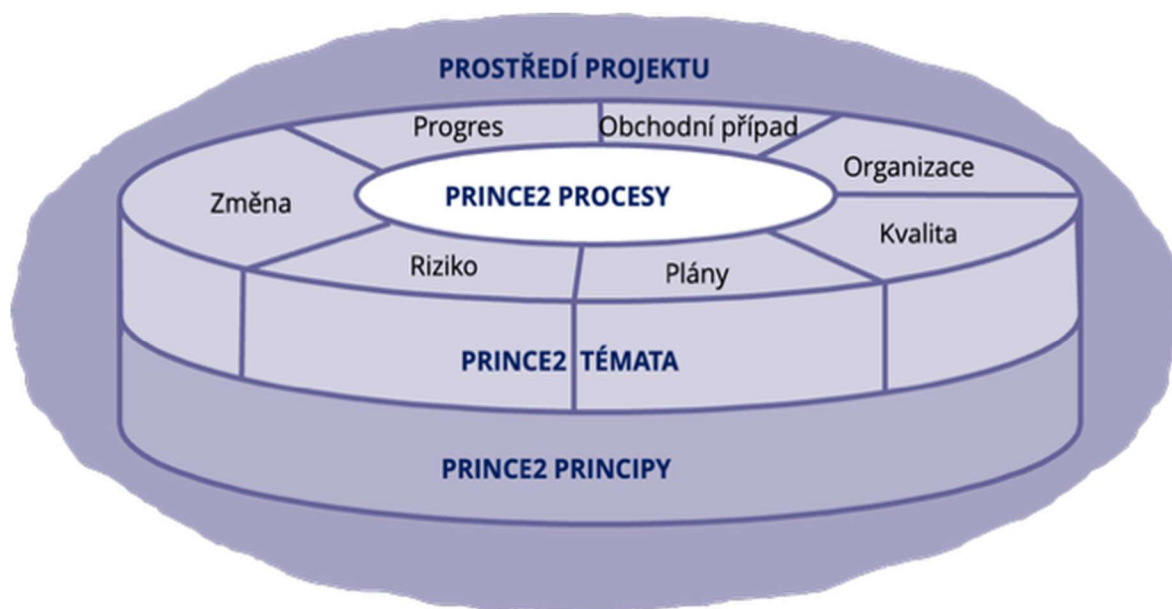 PROSTŘEDÍ PROJEKTU
Progres
Obchodní případ
Organizace
Změna
PRINCE2 PROCESY
Kvalita
Riziko
Plány
PRINCE2 TÉMATA
PRINCE2 PRINCIPY